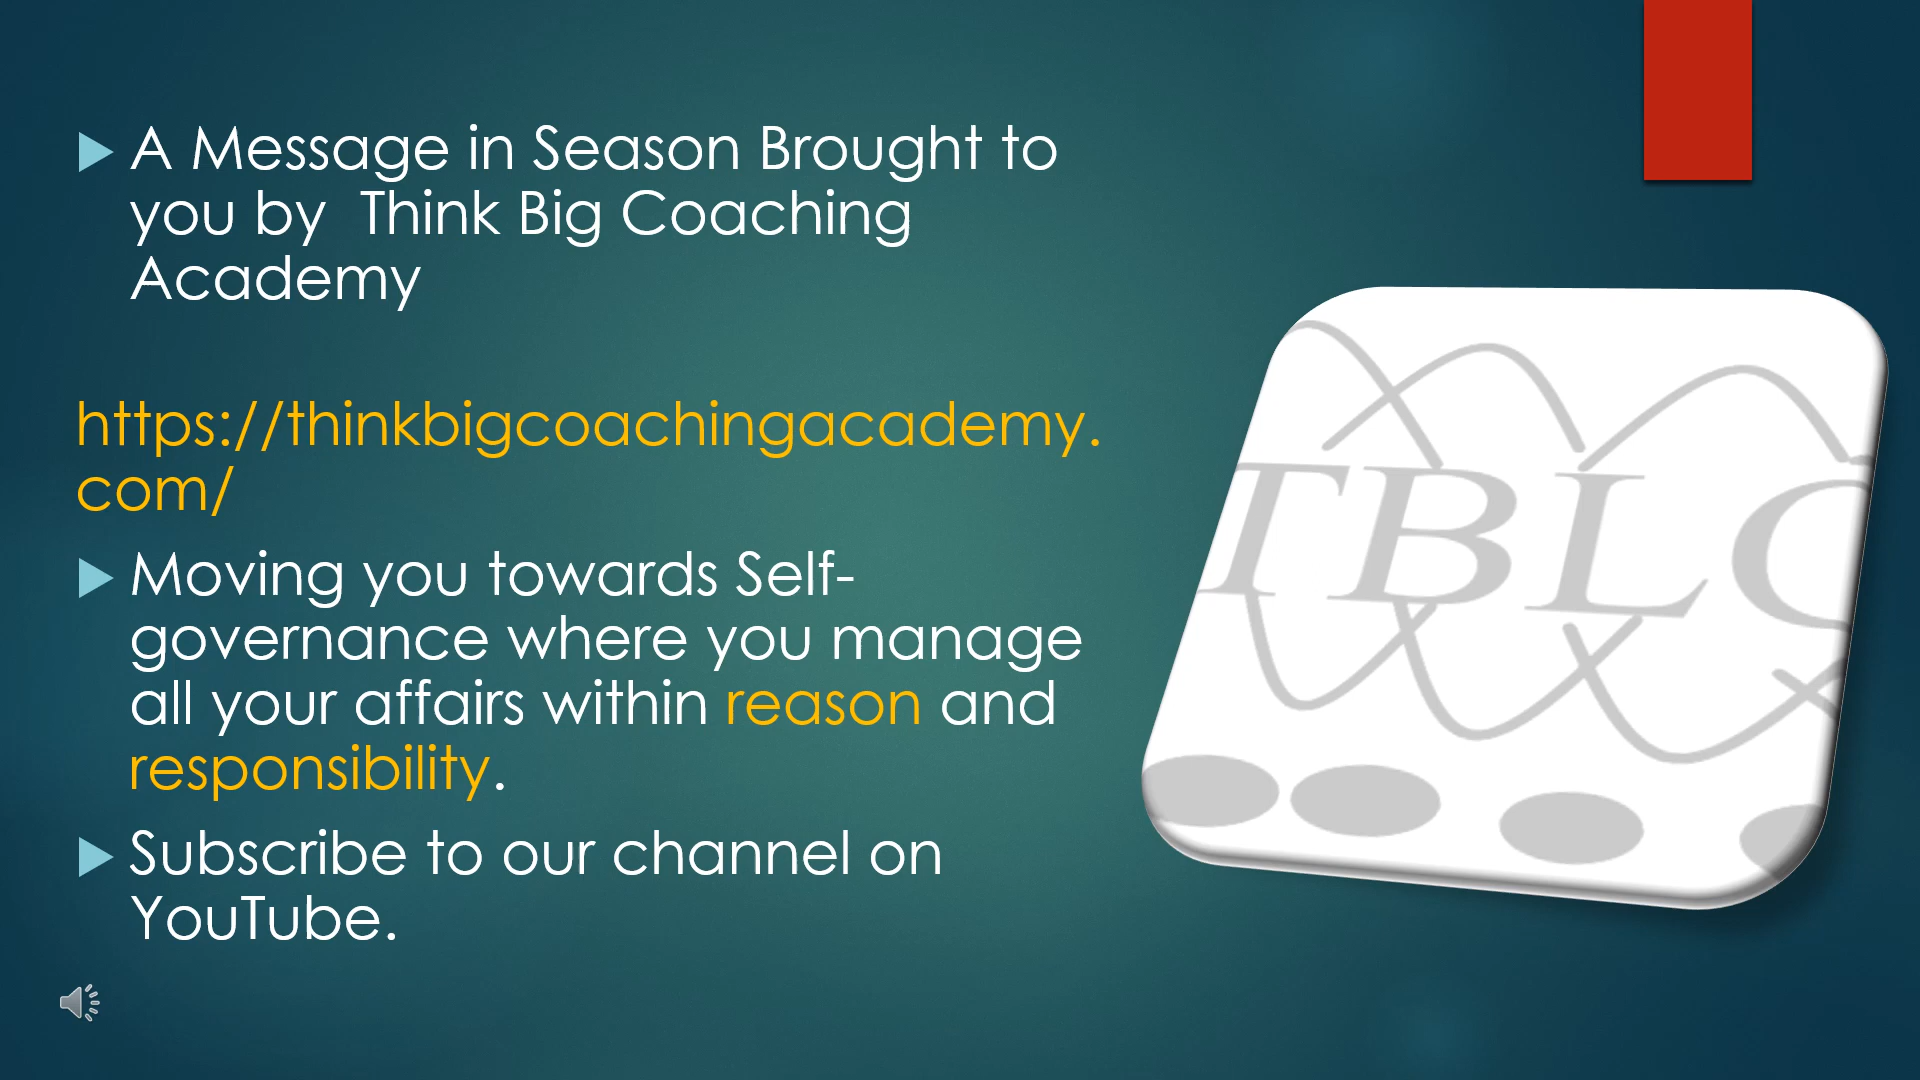 A Message in Season Brought to
you by  Think Big Coaching
Academy
https://thinkbigcoachingacademy.
com/
Moving you towards Self-
governance where you manage
all your affairs within reason and
responsibility.
Subscribe to our channel on
YouTube.
TBLC